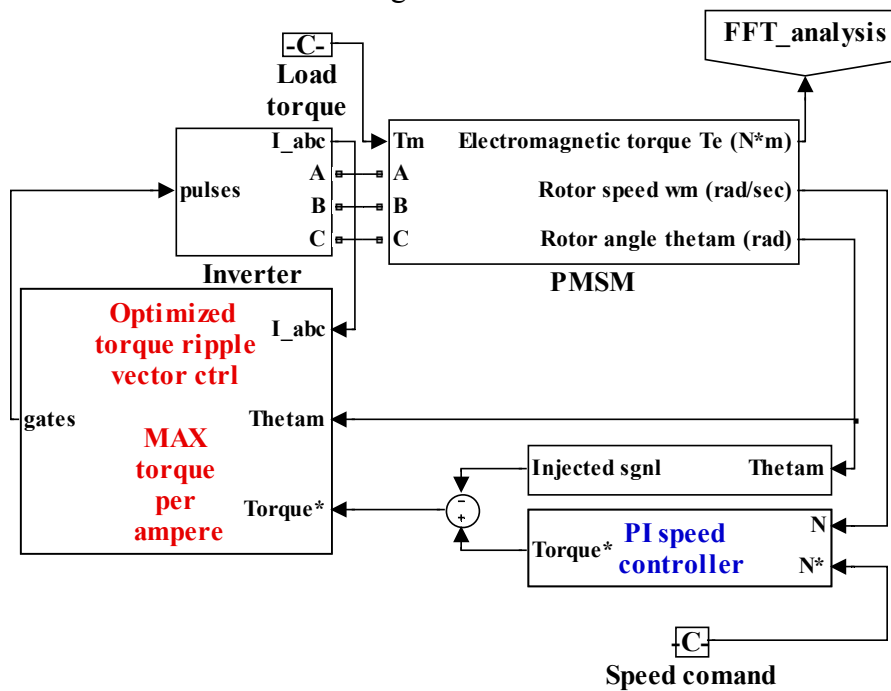 FFT_analysis
-C-
Load
torque
I_abc
A
B
C
pulses
Inverter
Tm
A
B
C
Electromagnetic torque Te (N*m)
Rotor speed wm (rad/sec)
Rotor angle thetam (rad)
PMSM
Optimized
torque ripple
vector ctrl
I_abc
gates
Thetam
MAX
torque
per
ampere
Torque*
Injected sgnl
Thetam
-
+
Torque*
PI speed
controller
N
N*
-C-
Speed comand